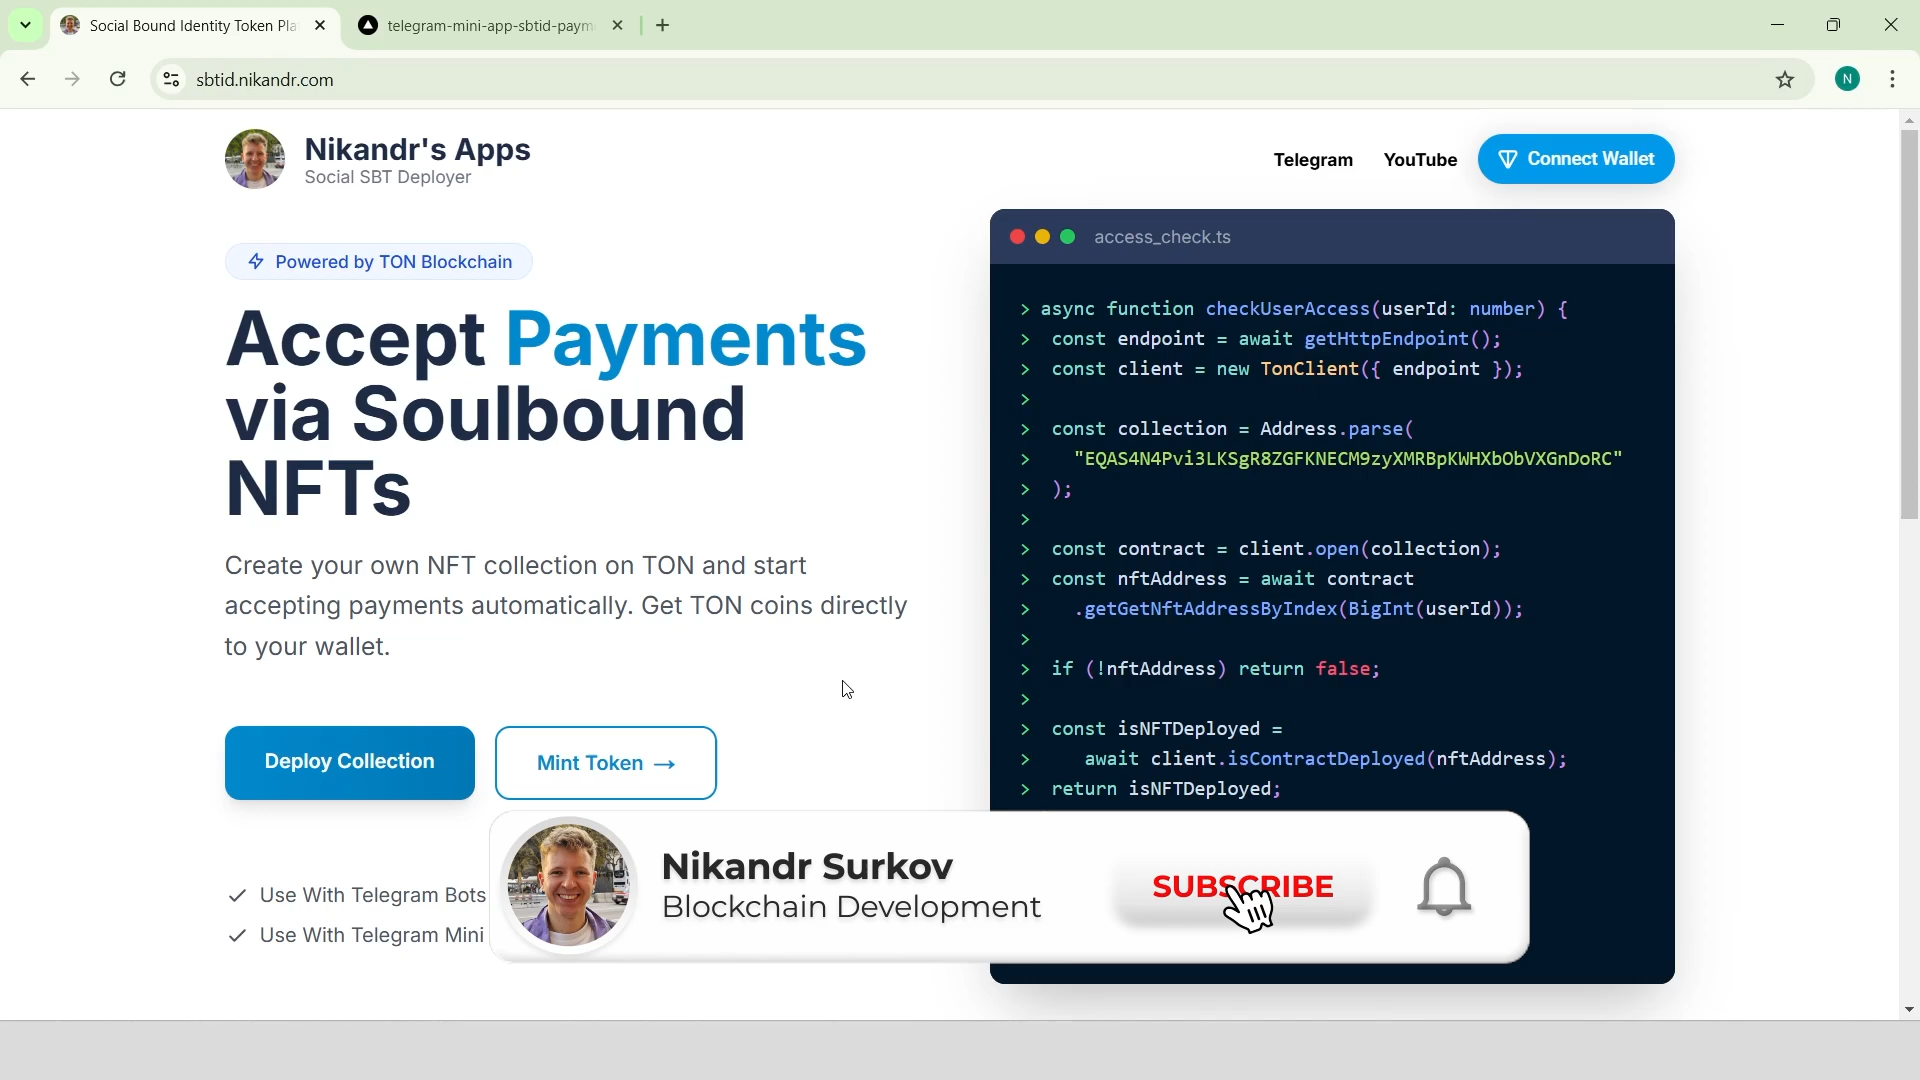 Social Bound Identity Token Pla
telegram-mini-app-sbtid-paym
sbtid.nikandr.com
N
Nikandr's Apps
Social SBT Deployer
Telegram
YouTube
Connect Wallet
Powered by TON Blockchain
Accept Payments
via Soulbound
NFTs
Create your own NFT collection on TON and start
accepting payments automatically. Get TON coins directly
to your wallet.
Deploy Collection
Mint Token →
✓ Use With Telegram Bots
✓ Use With Telegram Mini
access_check.ts
> async function checkUserAccess(userId: number) {
> const endpoint = await getHttpEndpoint();
> const client = new TonClient({ endpoint });
>
> const collection = Address.parse(
> "EQAS4N4Pvi3LKSgR8ZGFKNECM9zyXMRBpKWHXbObVXGnDoRC"
> );
>
> const contract = client.open(collection);
> const nftAddress = await contract
> .getGetNftAddressByIndex(BigInt(userId));
>
> if (!nftAddress) return false;
>
> const isNFTDeployed =
> await client.isContractDeployed(nftAddress);
> return isNFTDeployed;
Nikandr Surkov
Blockchain Development
SUBSCRIBE